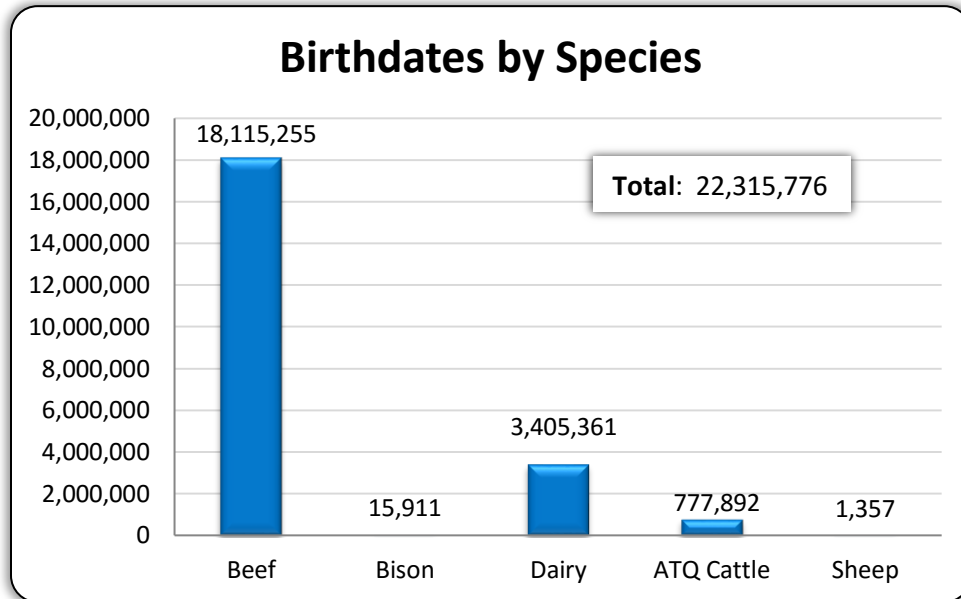 Birthdates by Species
20,000,000
18,000,000
16,000,000
14,000,000
12,000,000
10,000,000
8,000,000
6,000,000
4,000,000
2,000,000
0
18,115,255
15,911
3,405,361
777,892
1,357
Total: 22,315,776
Beef
Bison
Dairy
ATQ Cattle
Sheep